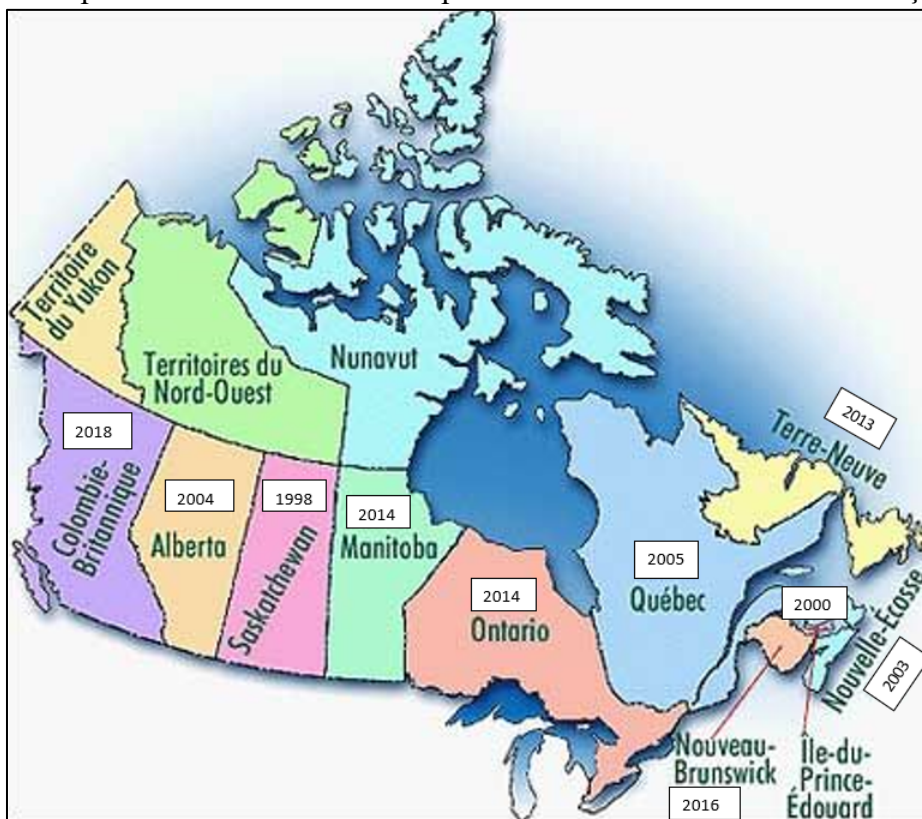 Territoire
du Yukon
Territoires du
Nord-Ouest
Nunavut
2018
Colombie-
Britannique
2004
Alberta
1998
Saskatchewan
2014
Manitoba
2014
Ontario
2005
Québec
2013
Terre-Neuve
2000
Nouvelle-Écosse
2003
Nouveau-
Brunswick
2016
Île-du-
Prince-
Édouard